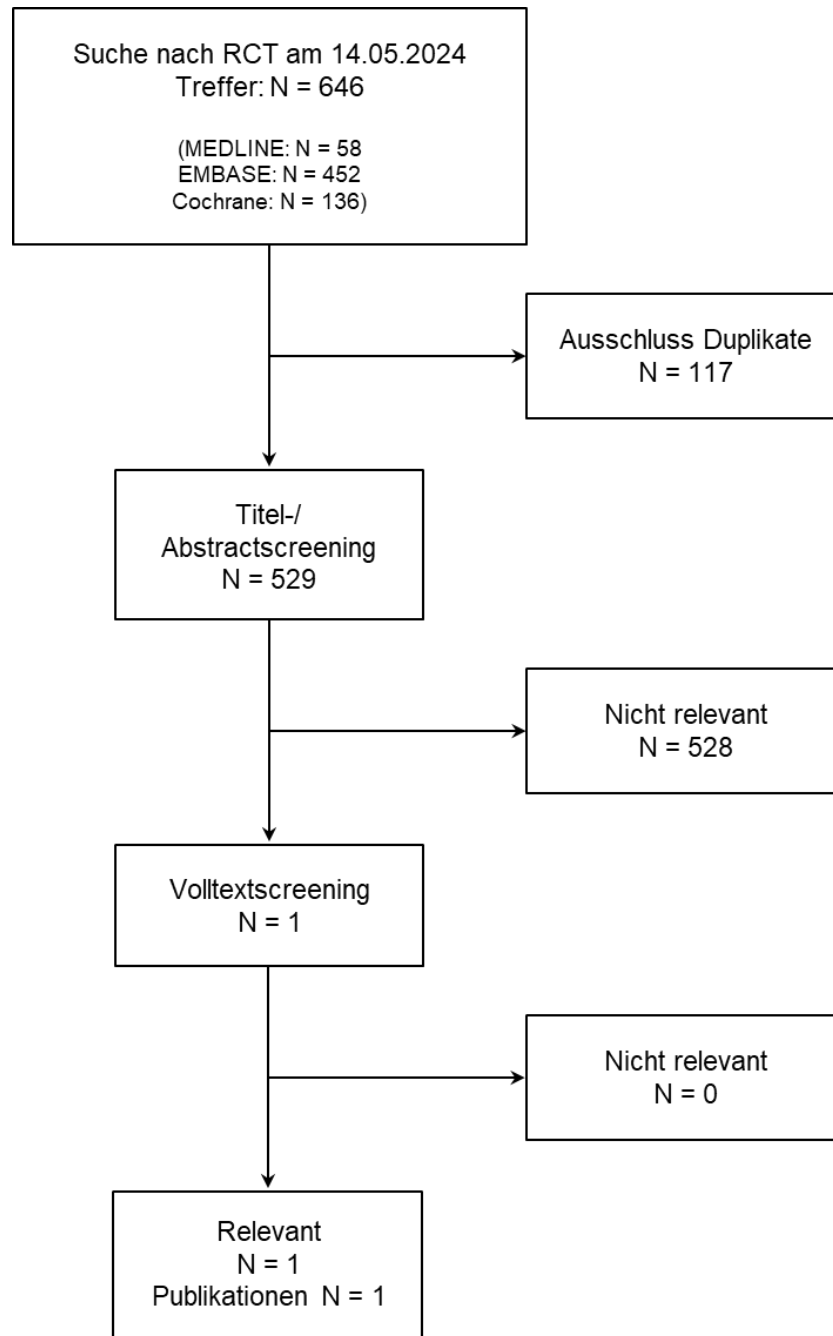 Suche nach RCT am 14.05.2024
Treffer: N = 646
(MEDLINE: N = 58
EMBASE: N = 452
Cochrane: N = 136)
Ausschluss Duplikate
N = 117
Titel-/
Abstractscreening
N = 529
Nicht relevant
N = 528
Volltextscreening
N = 1
Nicht relevant
N = 0
Relevant
N = 1
Publikationen N = 1